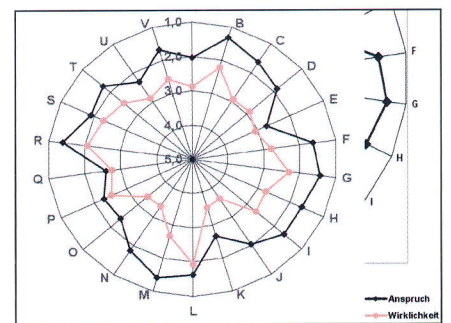 1,0
2,0
3,0
4,0
5,0
B
C
D
E
F
G
H
I
J
K
L
M
N
O
P
Q
R
S
T
U
V
F
G
H
I
Anspruch
Wirklichkeit